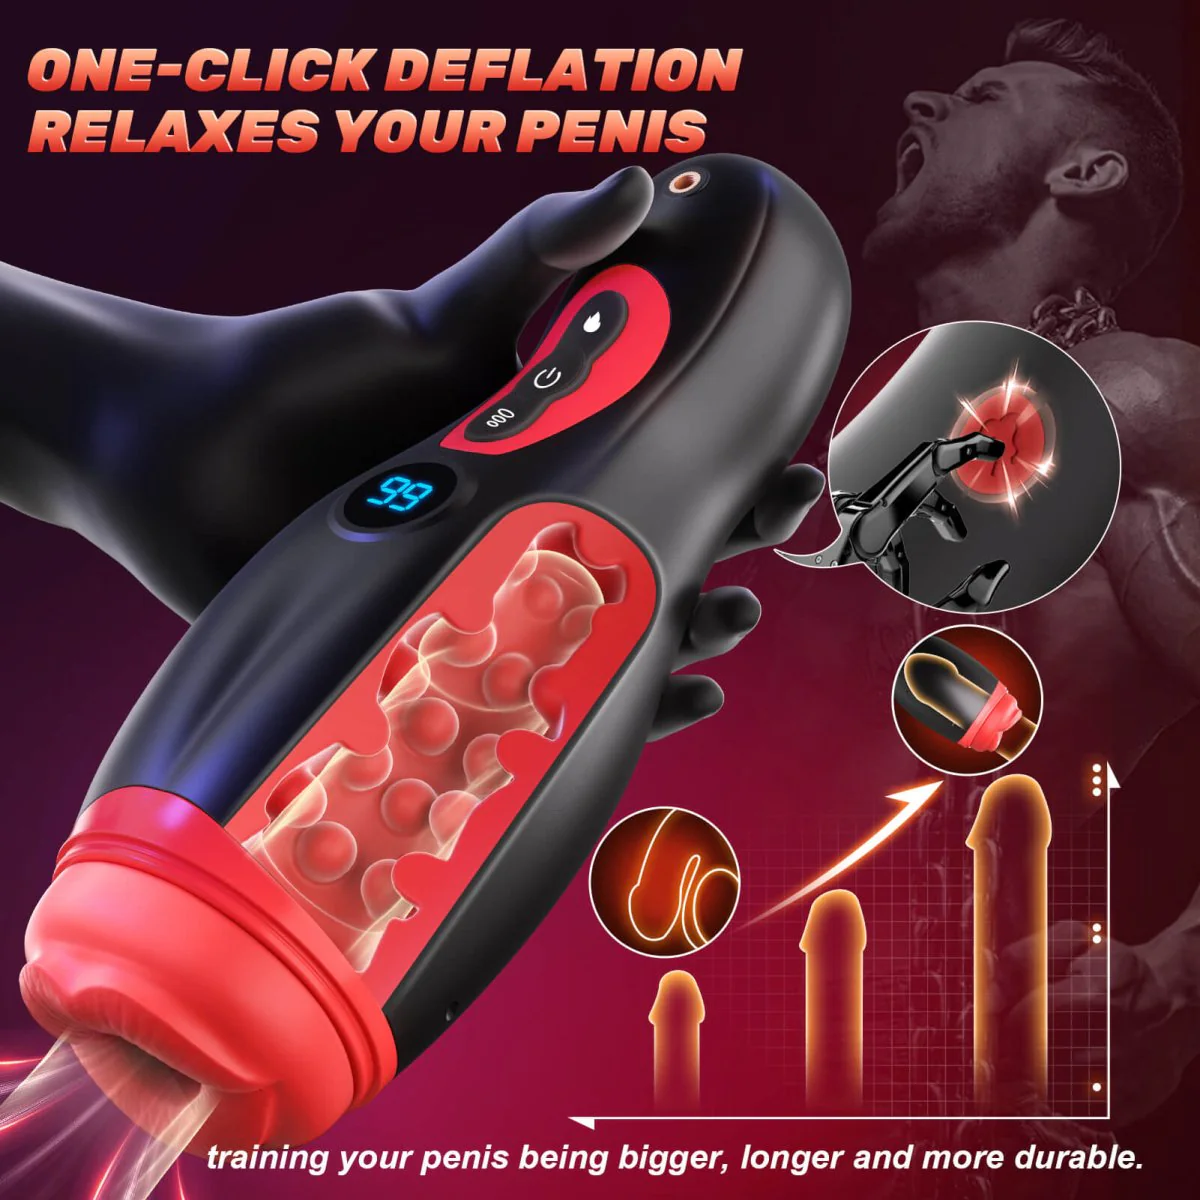 ONE-CLICK DEFLATION
RELAXES YOUR PENIS
99
training your penis being bigger, longer and more durable.